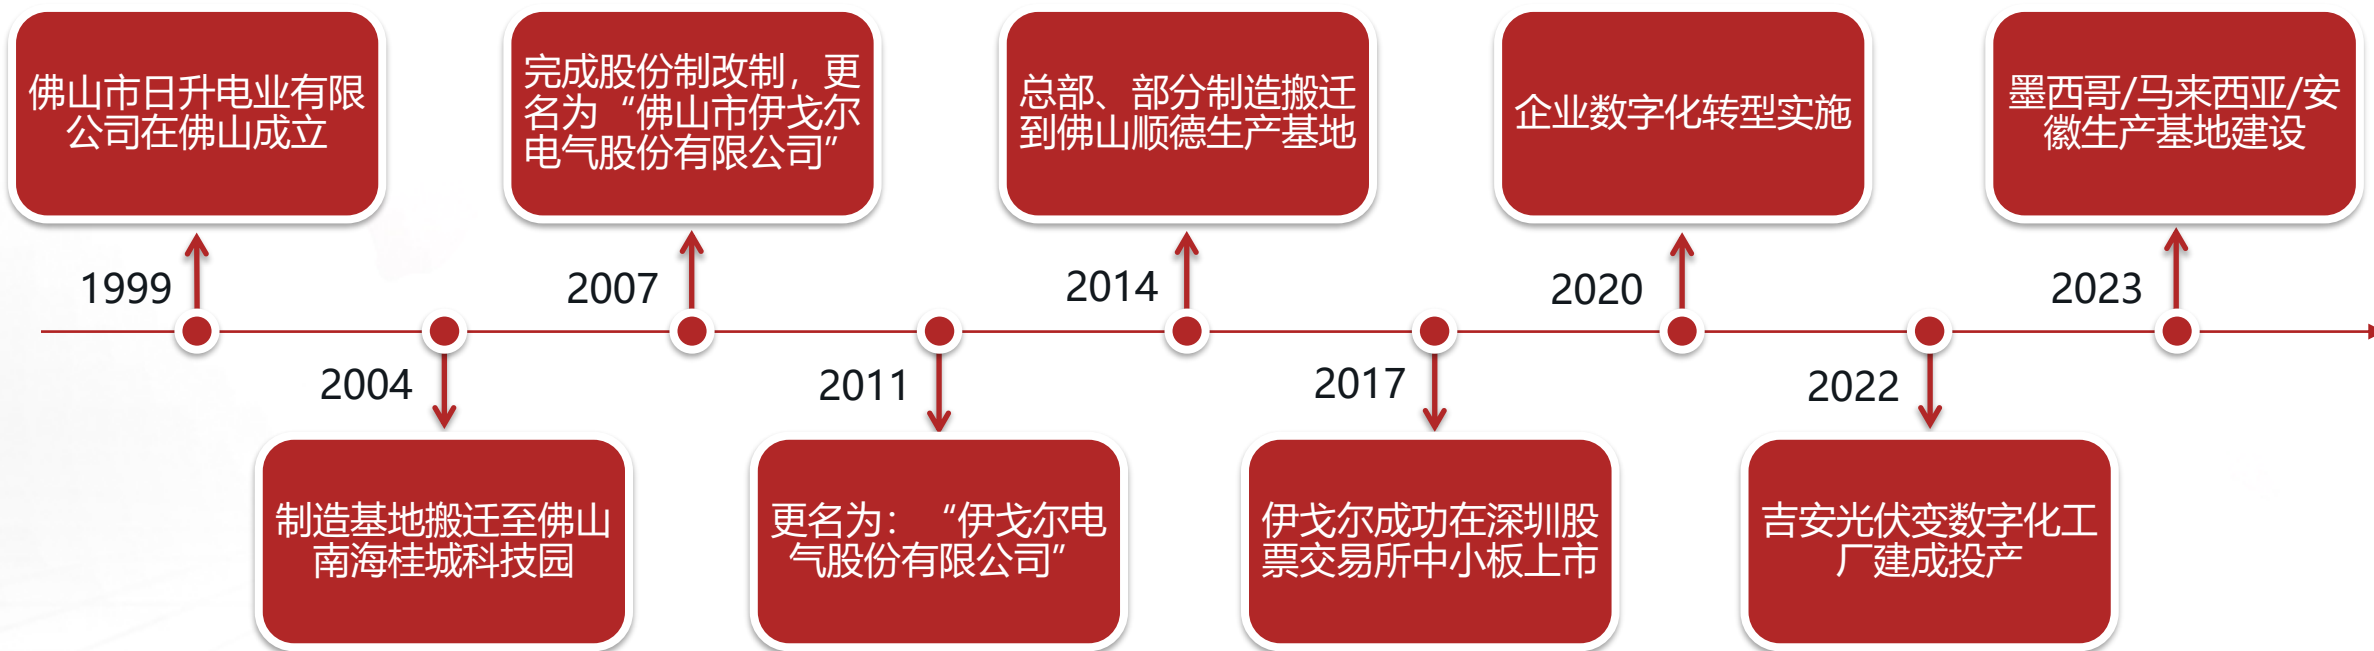 1999
佛山市日升电业有限
公司在佛山成立
2004
制造基地搬迁至佛山
南海桂城科技园
2007
完成股份制改制，更
名为“佛山市伊戈尔
电气股份有限公司”
2011
更名为：“伊戈尔电
气股份有限公司”
2014
总部、部分制造搬迁
到佛山顺德生产基地
2017
伊戈尔成功在深圳股
票交易所中小板上市
2020
企业数字化转型实施
2022
吉安光伏变数字化工
厂建成投产
2023
墨西哥/马来西亚/安
徽生产基地建设